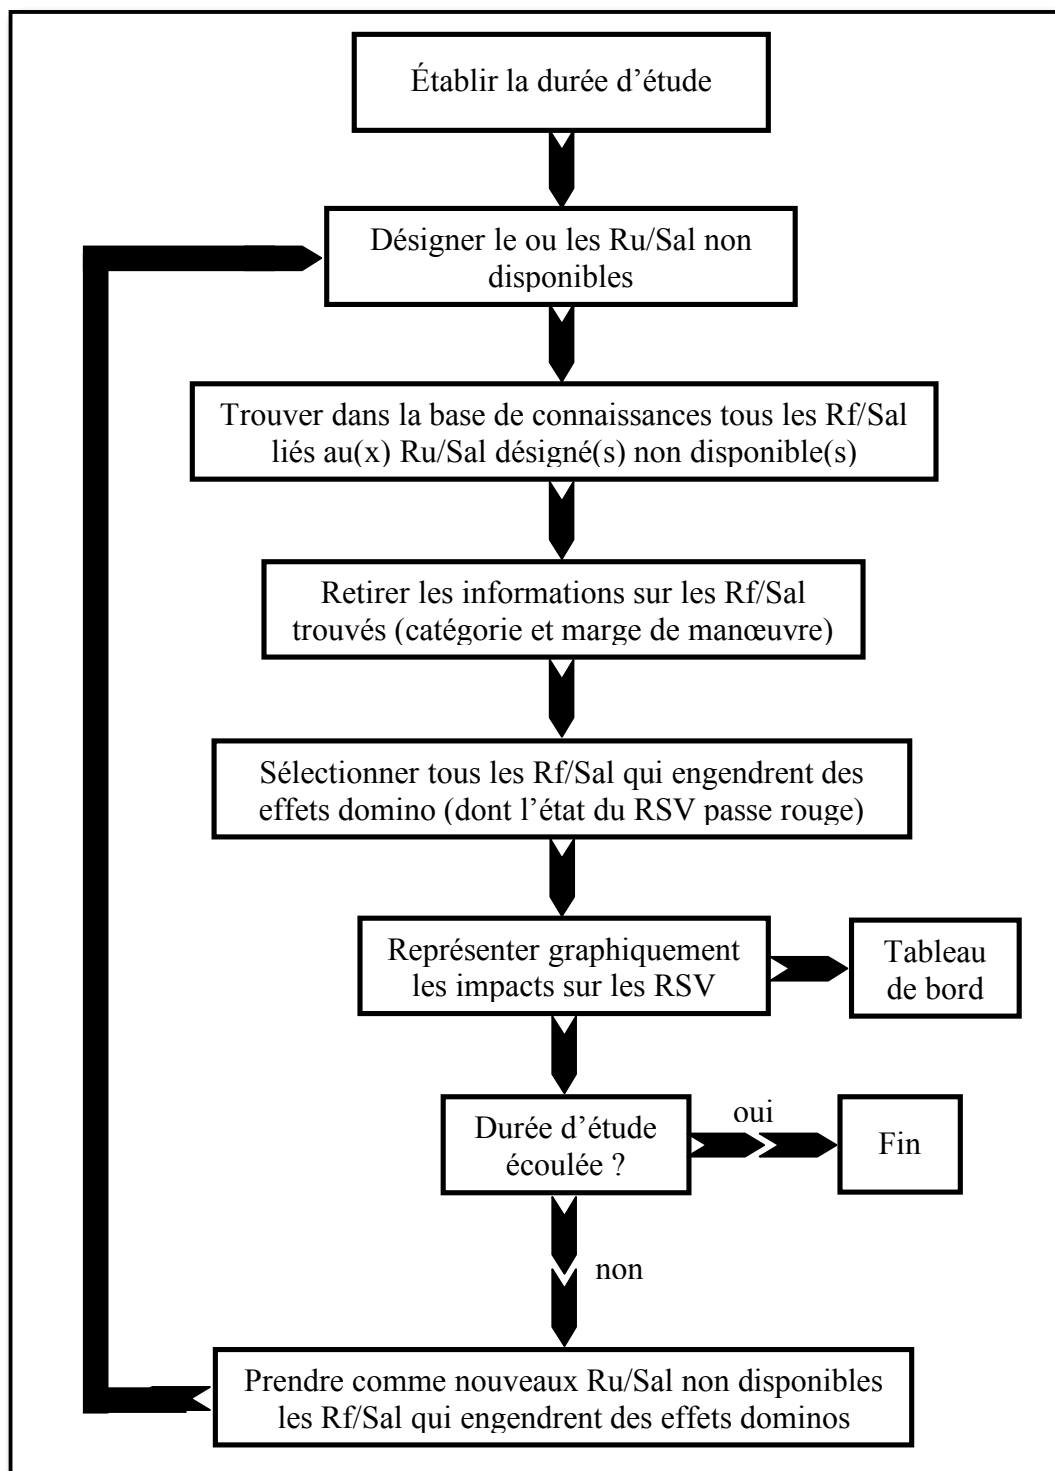 Établir la durée d’étude
Désigner le ou les Ru/Sal non
disponibles
Trouver dans la base de connaissances tous les Rf/Sal
liés au(x) Ru/Sal désigné(s) non disponible(s)
Retirer les informations sur les Rf/Sal
trouvés (catégorie et marge de manœuvre)
Sélectionner tous les Rf/Sal qui engendrent des
effets domino (dont l’état du RSV passe rouge)
Représenter graphiquement
les impacts sur les RSV
Tableau
de bord
Durée d’étude
écoulée ?
oui
Fin
non
Prendre comme nouveaux Ru/Sal non disponibles
les Rf/Sal qui engendrent des effets dominos